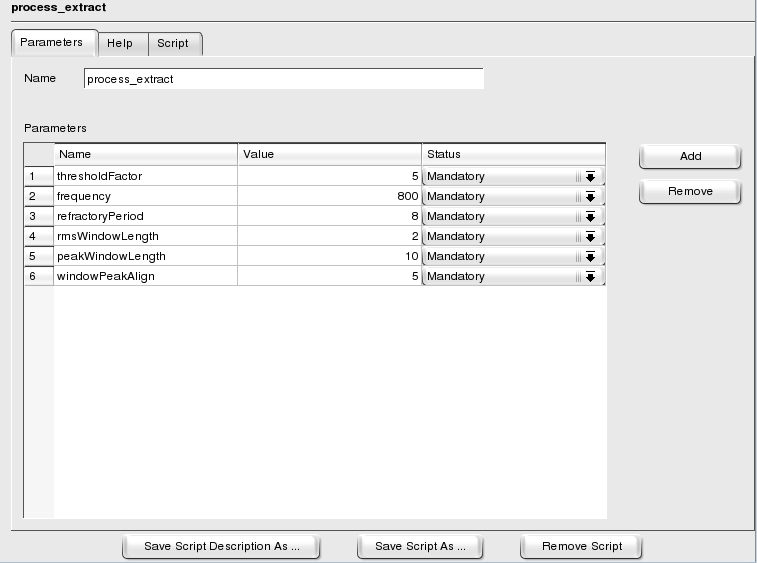 process_extract
Parameters Help Script
Name process_extract
Parameters
Name Value Status
1 thresholdFactor 5 Mandatory
2 frequency 800 Mandatory
3 refractoryPeriod 8 Mandatory
4 rmsWindowLength 2 Mandatory
5 peakWindowLength 10 Mandatory
6 windowPeakAlign 5 Mandatory
Add
Remove
Save Script Description As ... Save Script As ... Remove Script